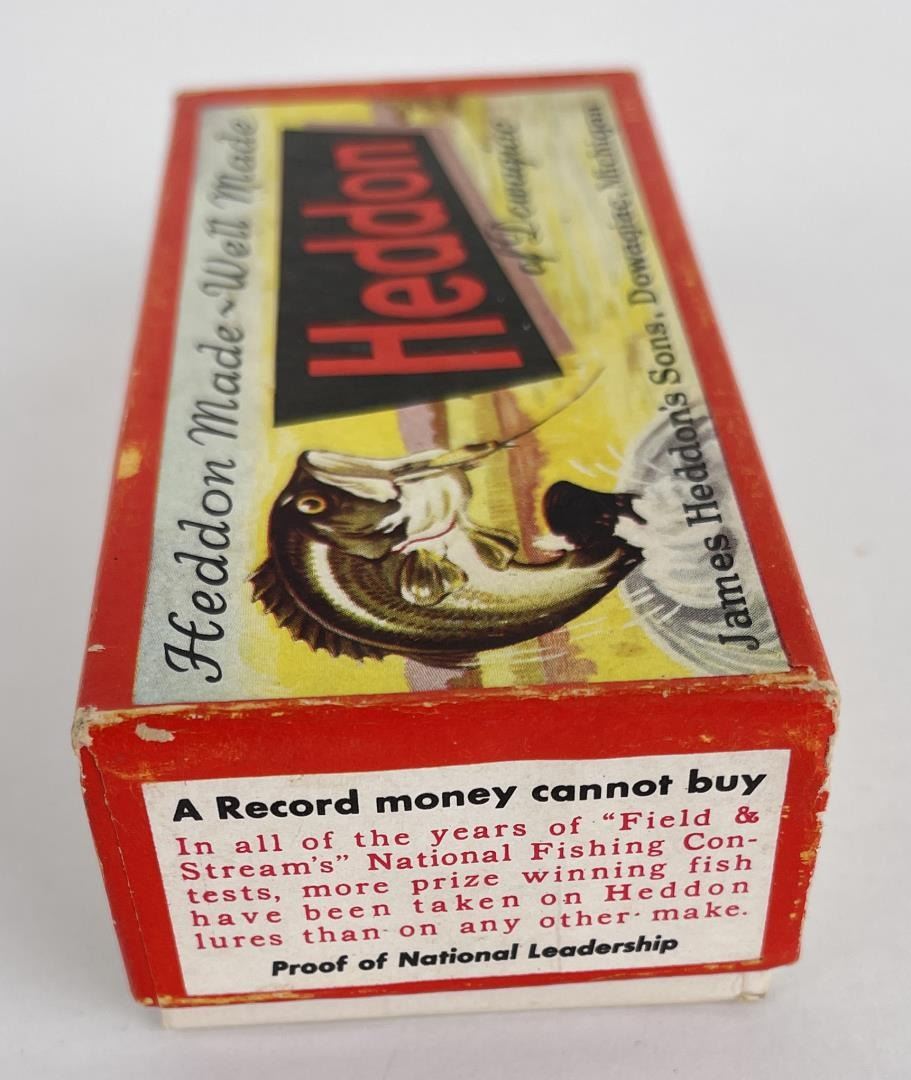 Heddon Made ~ Well Made
Heddon
of Dowagiac
James Heddon's Sons, Dowagiac, Michigan
A Record money cannot buy
In all of the years of “Field &
Stream's” National Fishing Con-
tests, more prize winning fish
have been taken on Heddon
lures than on any other make.
Proof of National Leadership